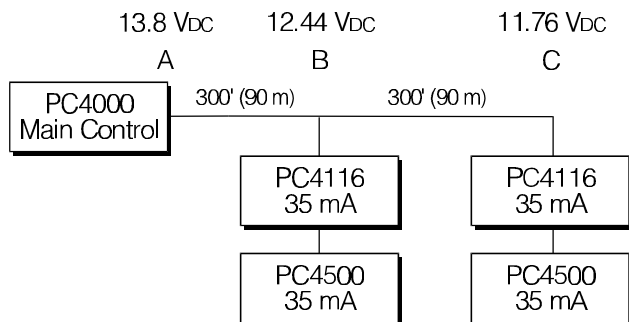 13.8 VDC 12.44 VDC 11.76 VDC
A B C
PC4000
Main Control
300' (90 m) 300' (90 m)
PC4116
35 mA
PC4116
35 mA
PC4500
35 mA
PC4500
35 mA